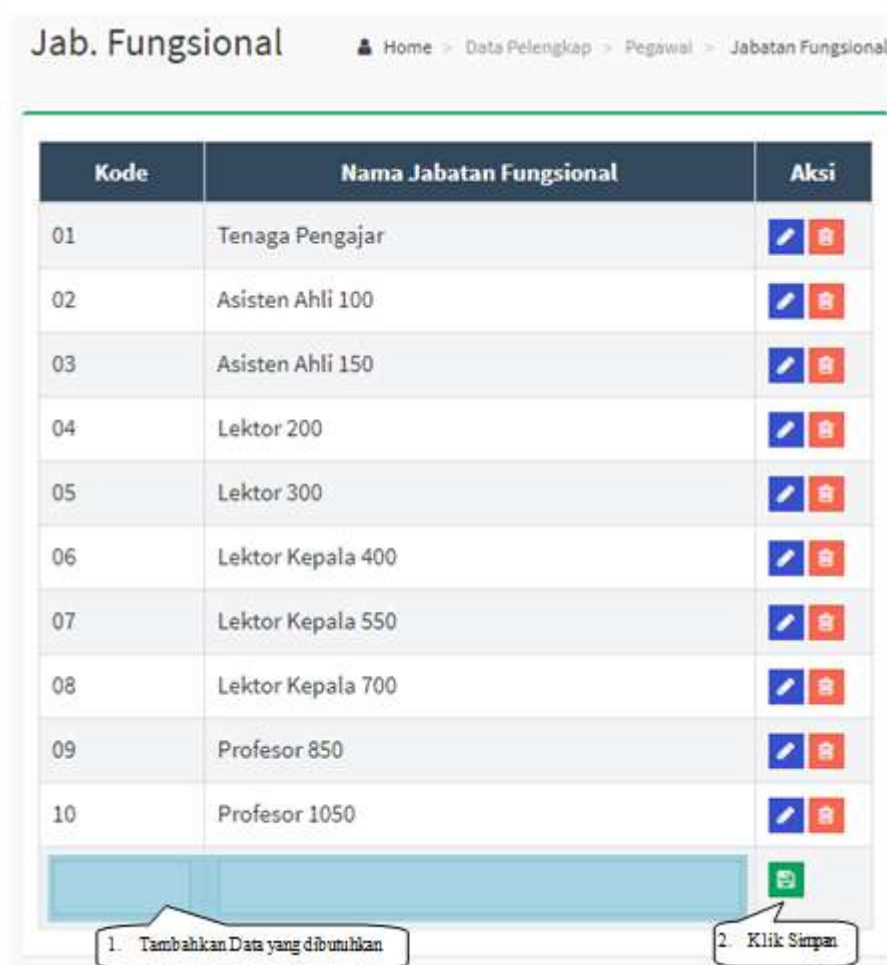 Jab. Fungsional
Home > Data Pelengkap > Pegawai > Jabatan Fungsional
Kode Nama Jabatan Fungsional Aksi
01 Tenaga Pengajar
02 Asisten Ahli 100
03 Asisten Ahli 150
04 Lektor 200
05 Lektor 300
06 Lektor Kepala 400
07 Lektor Kepala 550
08 Lektor Kepala 700
09 Profesor 850
10 Profesor 1050
1. Tambahkan Data yang dibutuhkan
2. Klik Simpan